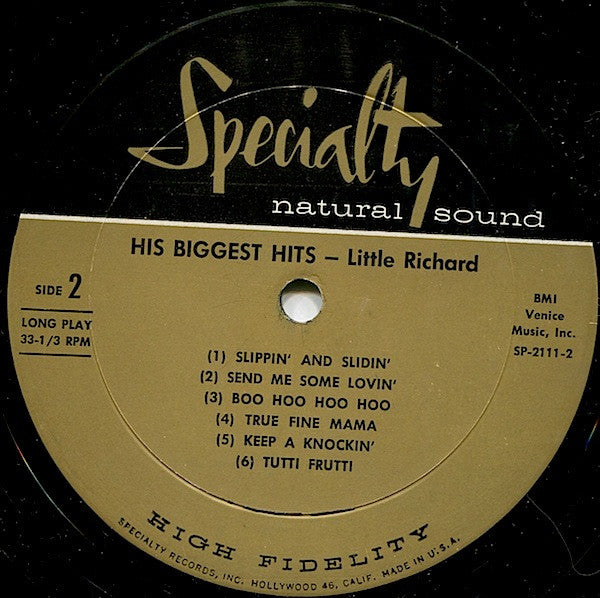 Specialty
natural sound
HIS BIGGEST HITS — Little Richard
SIDE 2
LONG PLAY
33-1/3 RPM
BMI
Venice
Music, Inc.
SP-2111-2
(1) SLIPPIN' AND SLIDIN'
(2) SEND ME SOME LOVIN'
(3) BOO HOO HOO HOO
(4) TRUE FINE MAMA
(5) KEEP A KNOCKIN'
(6) TUTTI FRUTTI
HIGH FIDELITY
SPECIALTY RECORDS, INC. HOLLYWOOD 46, CALIF. MADE IN U.S.A.